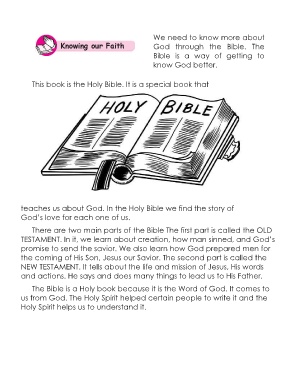 Knowing our Faith
We need to know more about
God through the Bible. The
Bible is a way of getting to
know God better.
This book is the Holy Bible. It is a special book that
HOLY BIBLE
teaches us about God. In the Holy Bible we find the story of
God's love for each one of us.
There are two main parts of the Bible The first part is called the OLD
TESTAMENT. In it, we learn about creation, how man sinned, and God's
promise to send the savior. We also learn how God prepared men for
the coming of His Son, Jesus our Savior. The second part is called the
NEW TESTAMENT. It tells about the life and mission of Jesus, His words
and actions. He says and does many things to lead us to His Father.
The Bible is a Holy book because it is the Word of God. It comes to
us from God. The Holy Spirit helped certain people to write it and the
Holy Spirit helps us to understand it.